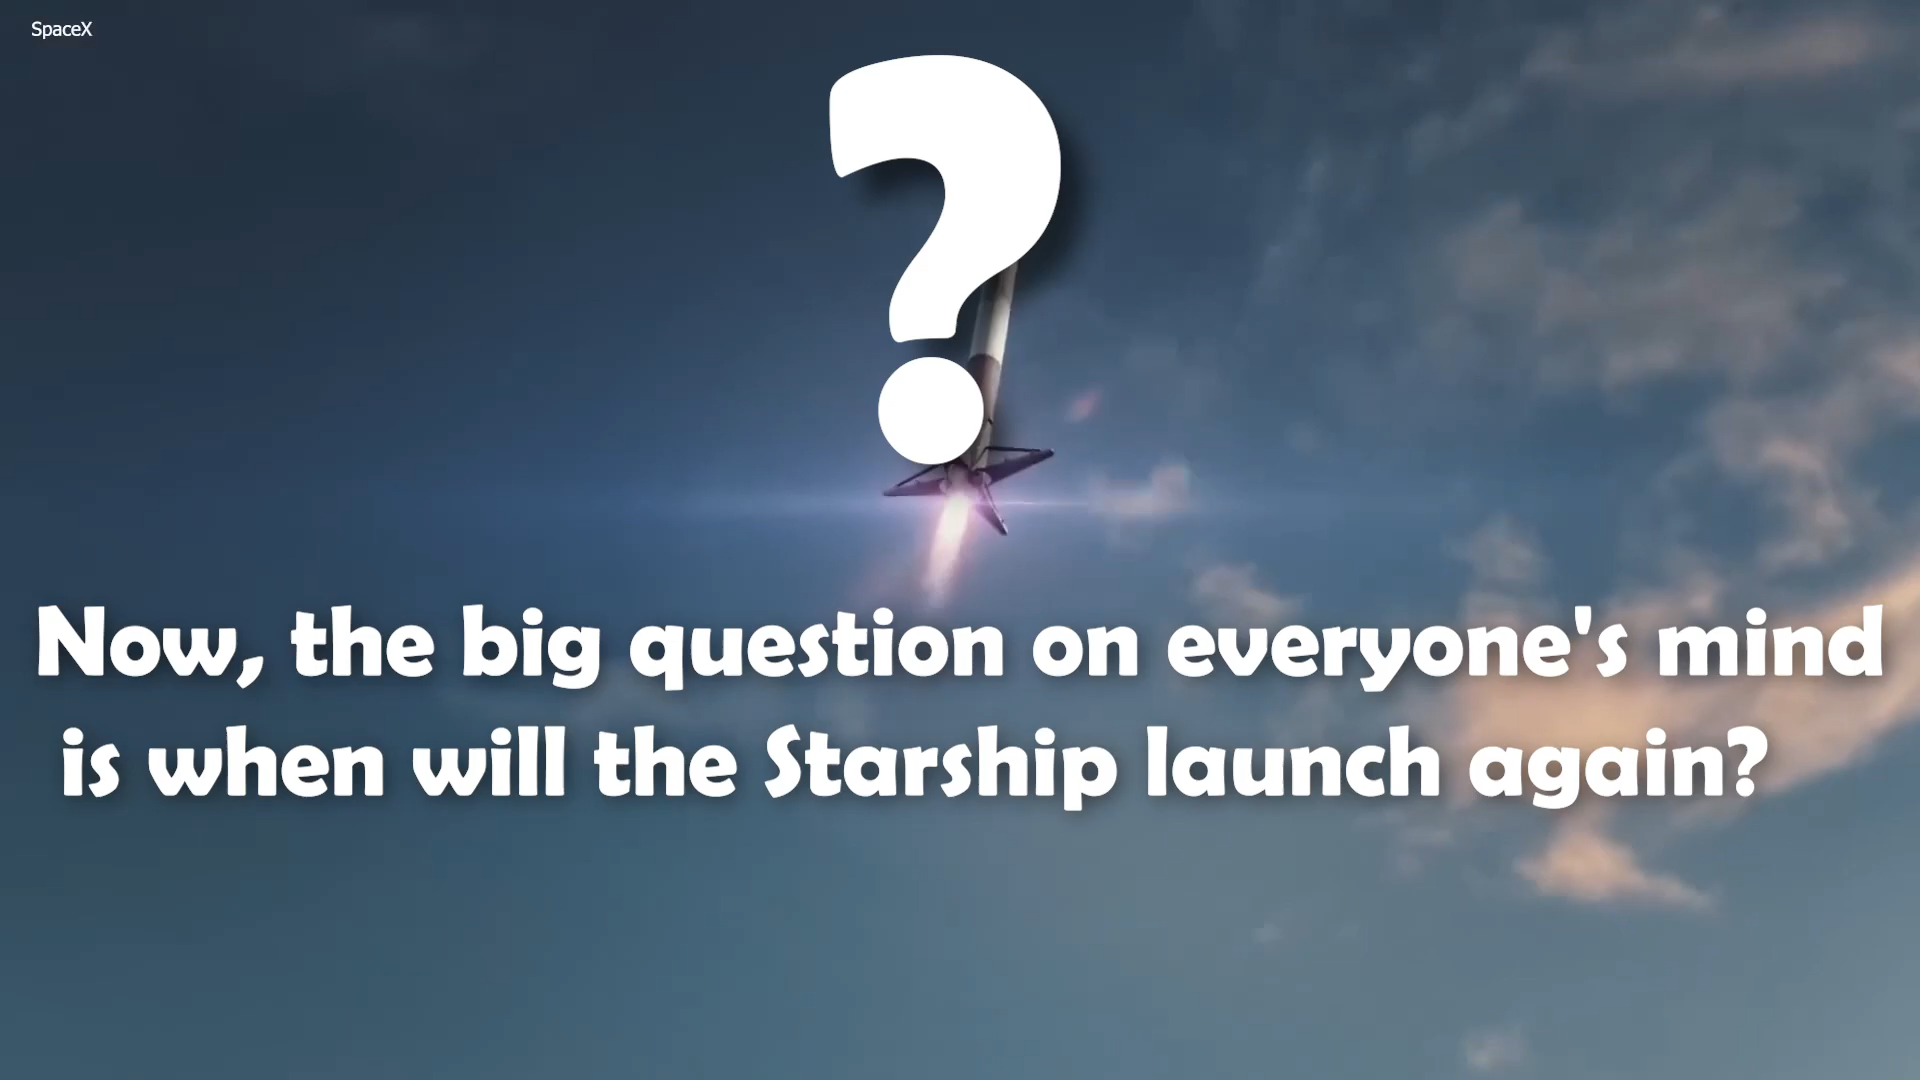 SpaceX
?
Now, the big question on everyone's mind
is when will the Starship launch again?